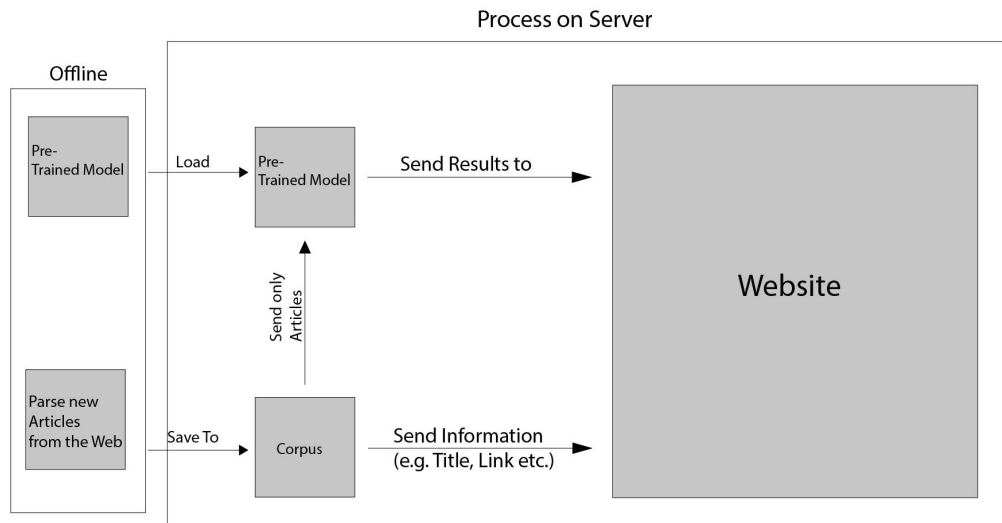 Process on Server
Offline
Pre-
Trained Model
Load
Pre-
Trained Model
Send Results to
Website
Send only
Articles
Parse new
Articles
from the Web
Save To
Corpus
Send Information
(e.g. Title, Link etc.)